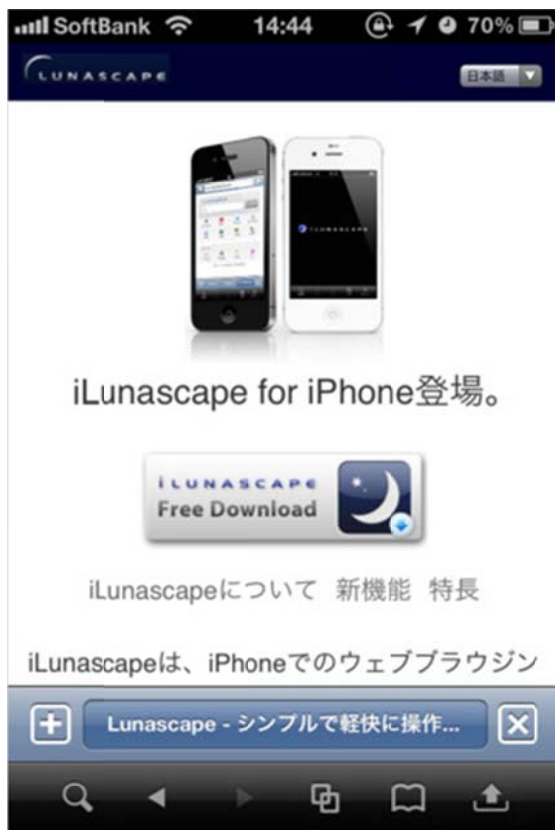 SoftBank 14:44 70%
LUNASCAPE 日本語
iLUNASCAPE
iLunascape for iPhone登場。
iLUNASCAPE
Free Download
iLunascapeについて 新機能 特長
iLunascapeは、iPhoneでのウェブブラウジン
Lunascape - シンプルで軽快に操作...